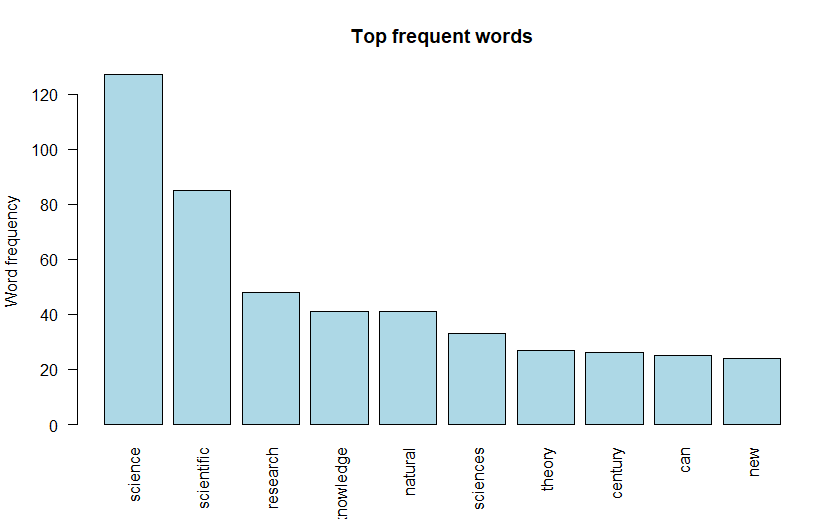 Top frequent words
Word frequency
120
100
80
60
40
20
0
science
scientific
research
knowledge
natural
sciences
theory
century
can
new